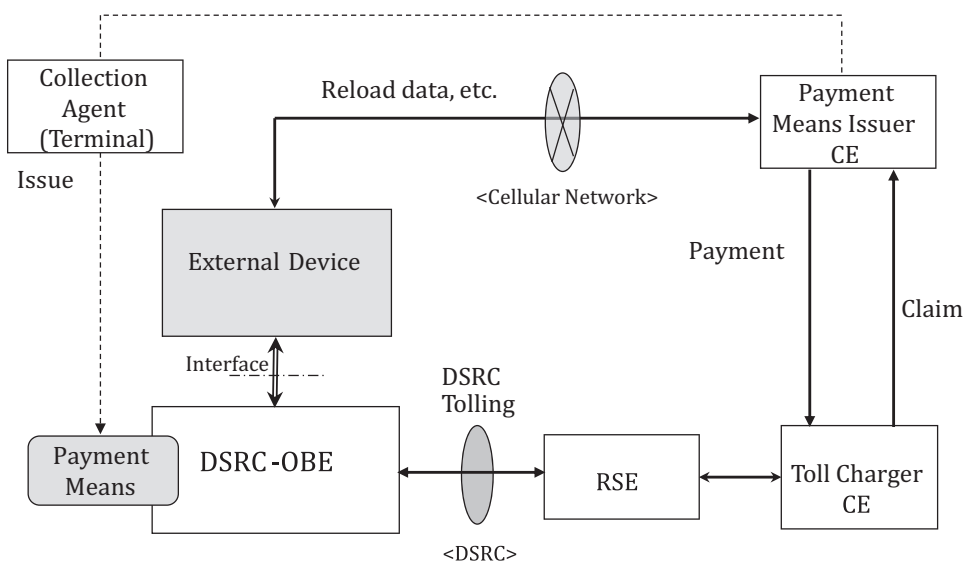 Collection
Agent
(Terminal)
Issue
Reload data, etc.
<Cellular Network>
Payment
Means Issuer
CE
External Device
Payment
Claim
Interface
DSRC
Tolling
Payment
Means
DSRC-OBE
RSE
Toll Charger
CE
<DSRC>